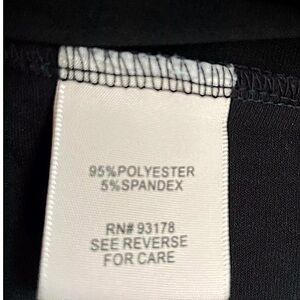 95%POLYESTER
5%SPANDEX
RN# 93178
SEE REVERSE
FOR CARE